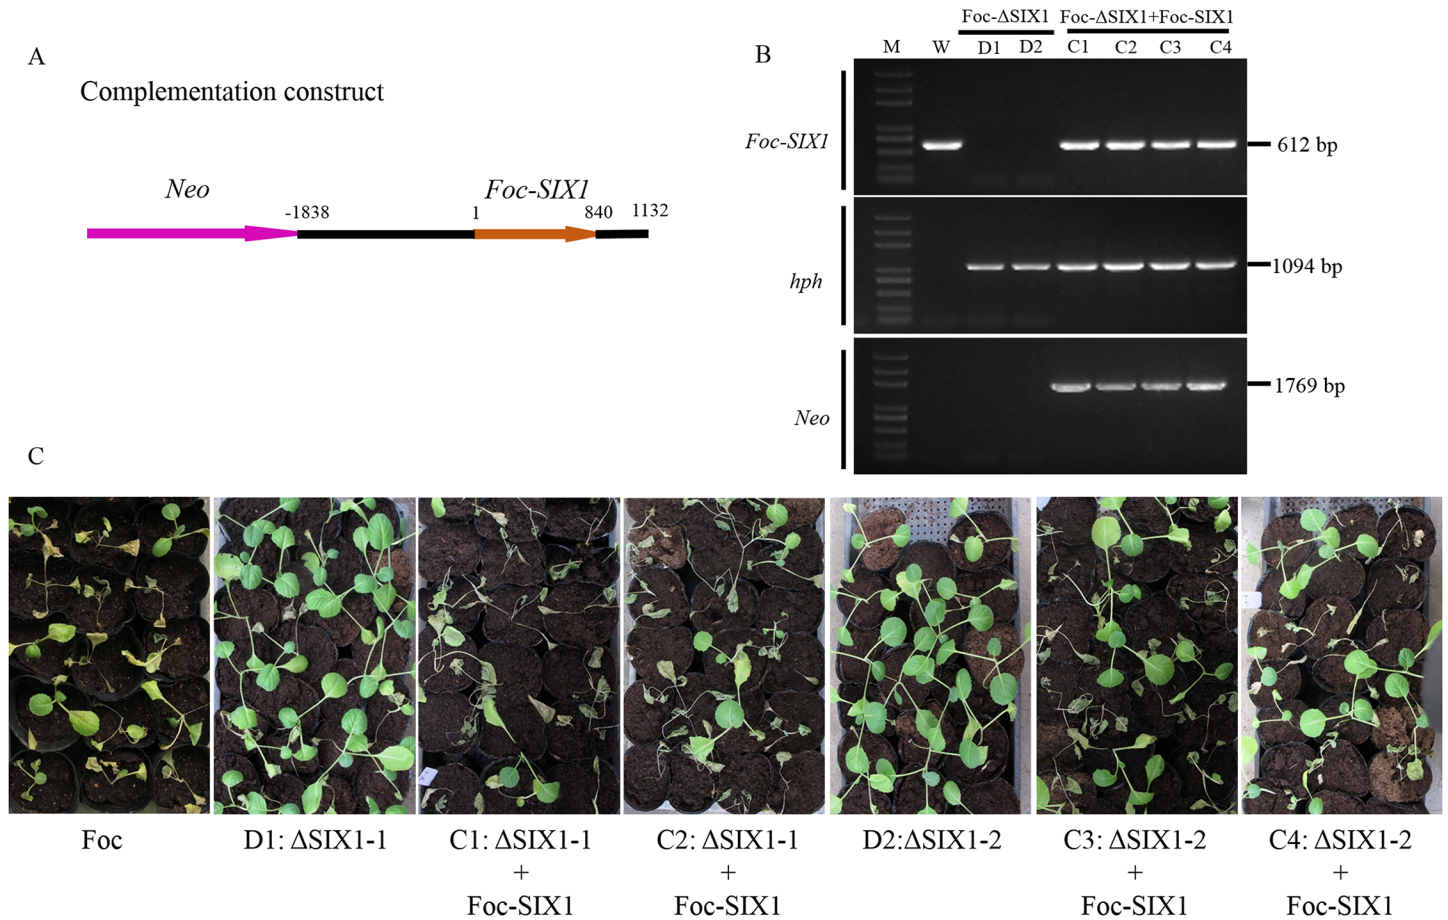 A
Complementation construct
Neo
Foc-SIX1
-1838
1
840
1132
B
Foc-ΔSIX1
Foc-ΔSIX1+Foc-SIX1
M
W
D1
D2
C1
C2
C3
C4
Foc-SIX1
612 bp
hph
1094 bp
Neo
1769 bp
C
Foc
D1: ΔSIX1-1
C1: ΔSIX1-1
+
Foc-SIX1
C2: ΔSIX1-1
+
Foc-SIX1
D2:ΔSIX1-2
C3: ΔSIX1-2
+
Foc-SIX1
C4: ΔSIX1-2
+
Foc-SIX1